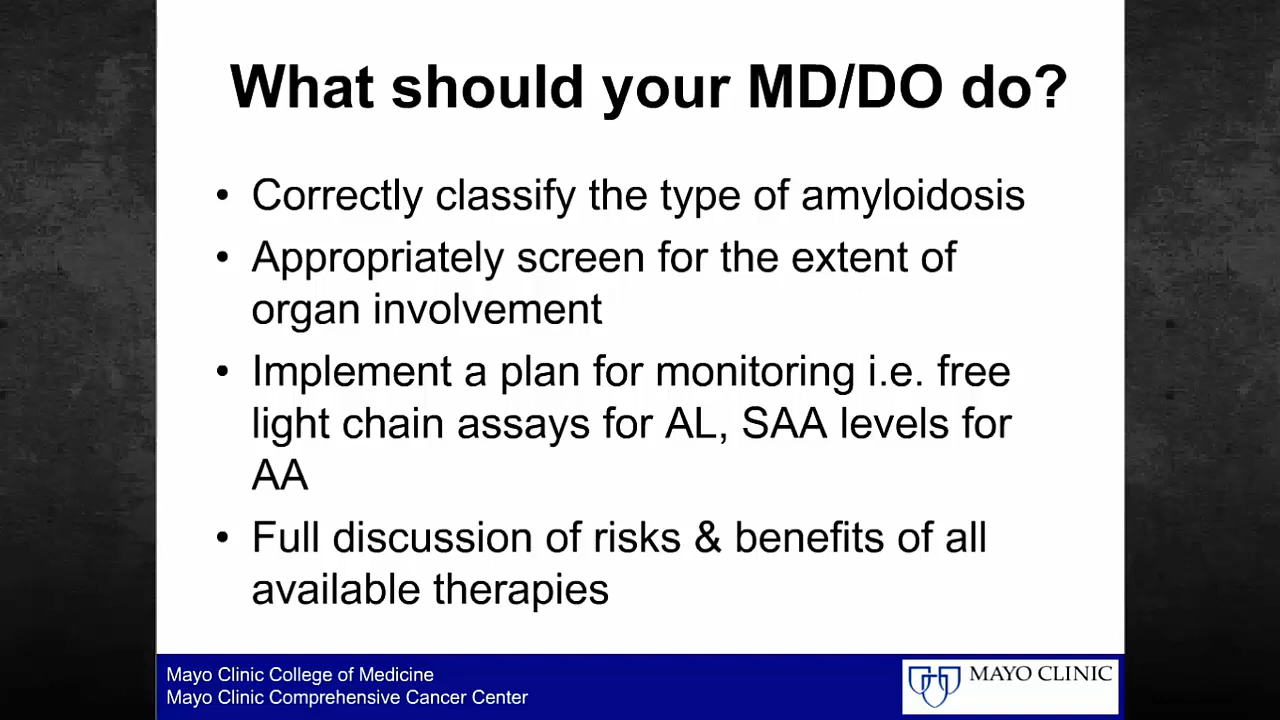 What should your MD/DO do?
• Correctly classify the type of amyloidosis
• Appropriately screen for the extent of
organ involvement
• Implement a plan for monitoring i.e. free
light chain assays for AL, SAA levels for
AA
• Full discussion of risks & benefits of all
available therapies
Mayo Clinic College of Medicine
Mayo Clinic Comprehensive Cancer Center
MAYO CLINIC